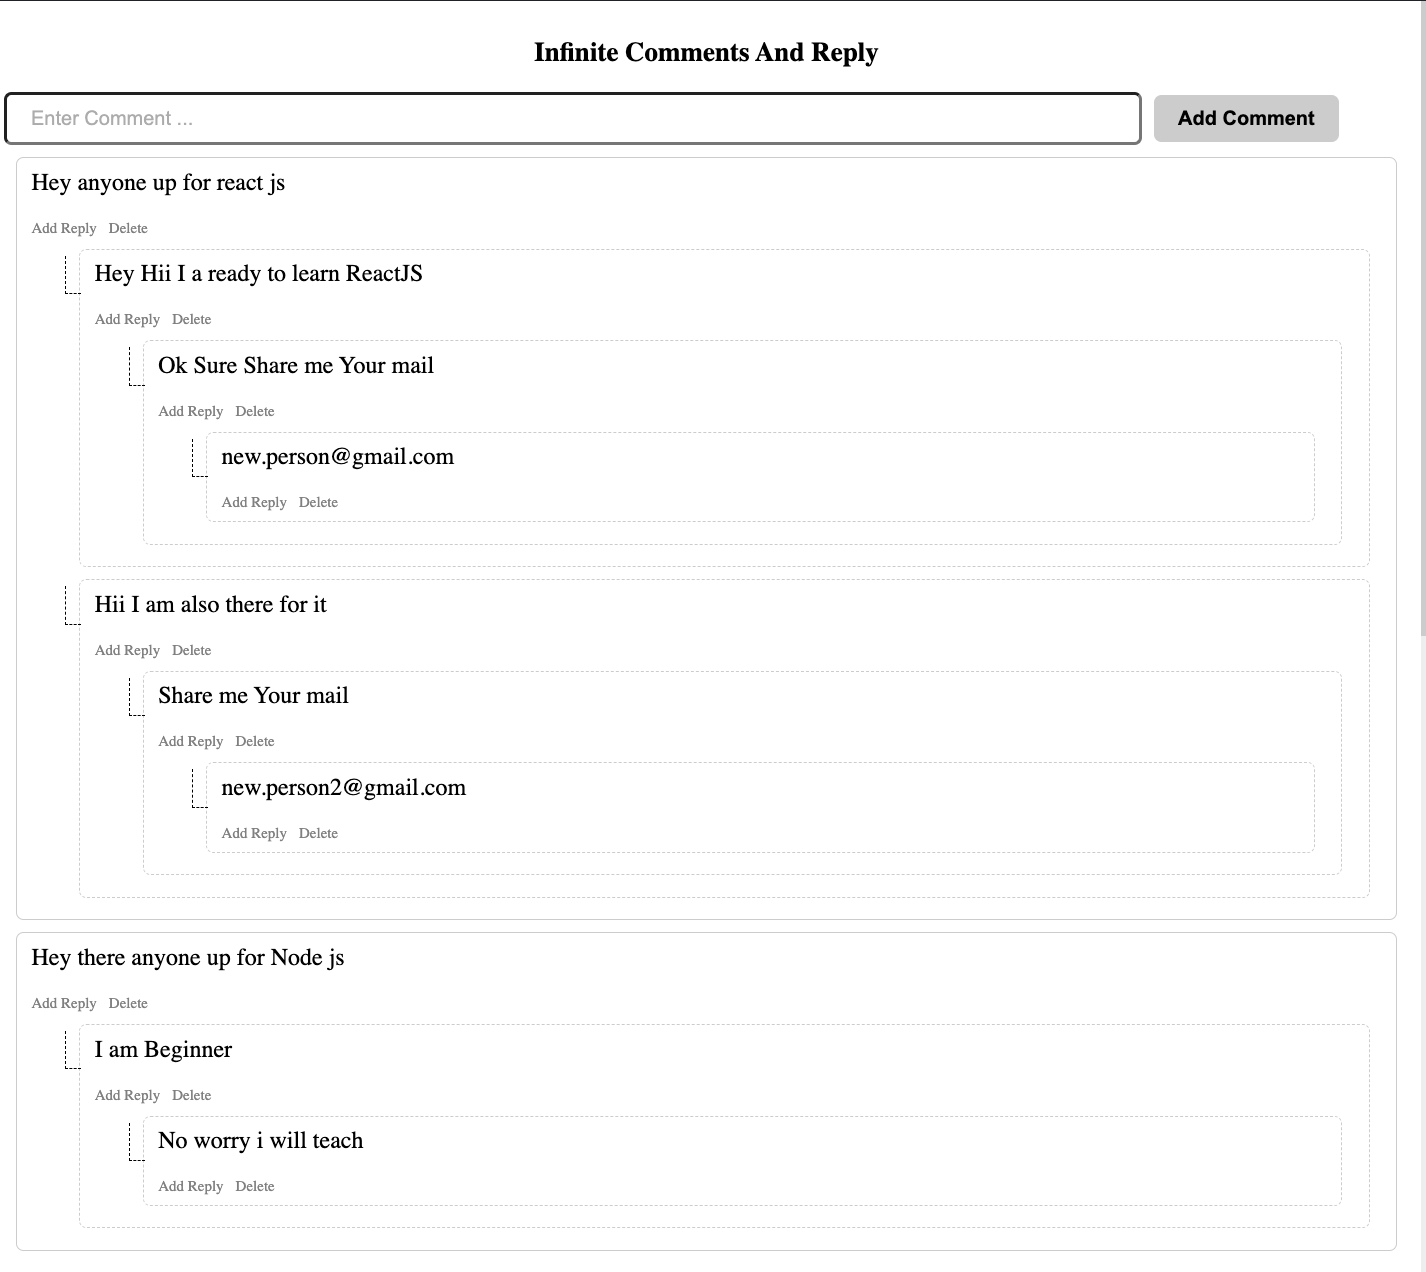 Infinite Comments And Reply
Enter Comment ... Add Comment
Hey anyone up for react js
Add Reply Delete
Hey Hii I a ready to learn ReactJS
Add Reply Delete
Ok Sure Share me Your mail
Add Reply Delete
new.person@gmail.com
Add Reply Delete
Hii I am also there for it
Add Reply Delete
Share me Your mail
Add Reply Delete
new.person2@gmail.com
Add Reply Delete
Hey there anyone up for Node js
Add Reply Delete
I am Beginner
Add Reply Delete
No worry i will teach
Add Reply Delete